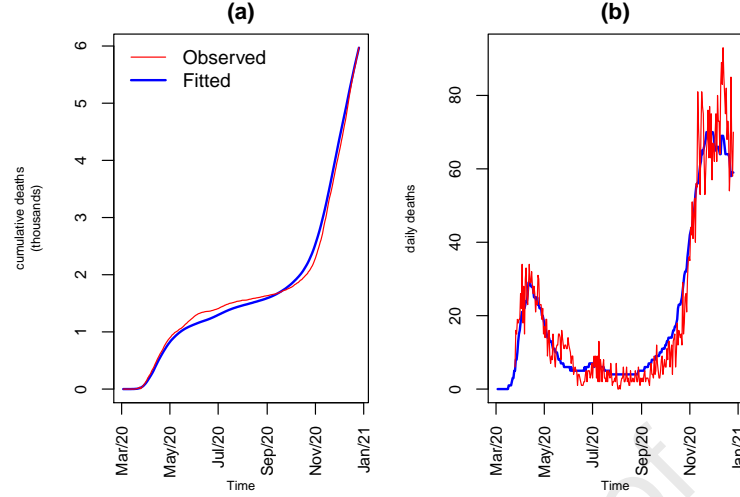 (a)
Observed
Fitted
cumulative deaths
(thousands)
6
5
4
3
2
1
0
Mar/20
May/20
Jul/20
Sep/20
Nov/20
Jan/21
Time
(b)
daily deaths
80
60
40
20
0
Mar/20
May/20
Jul/20
Sep/20
Nov/20
Jan/21
Time